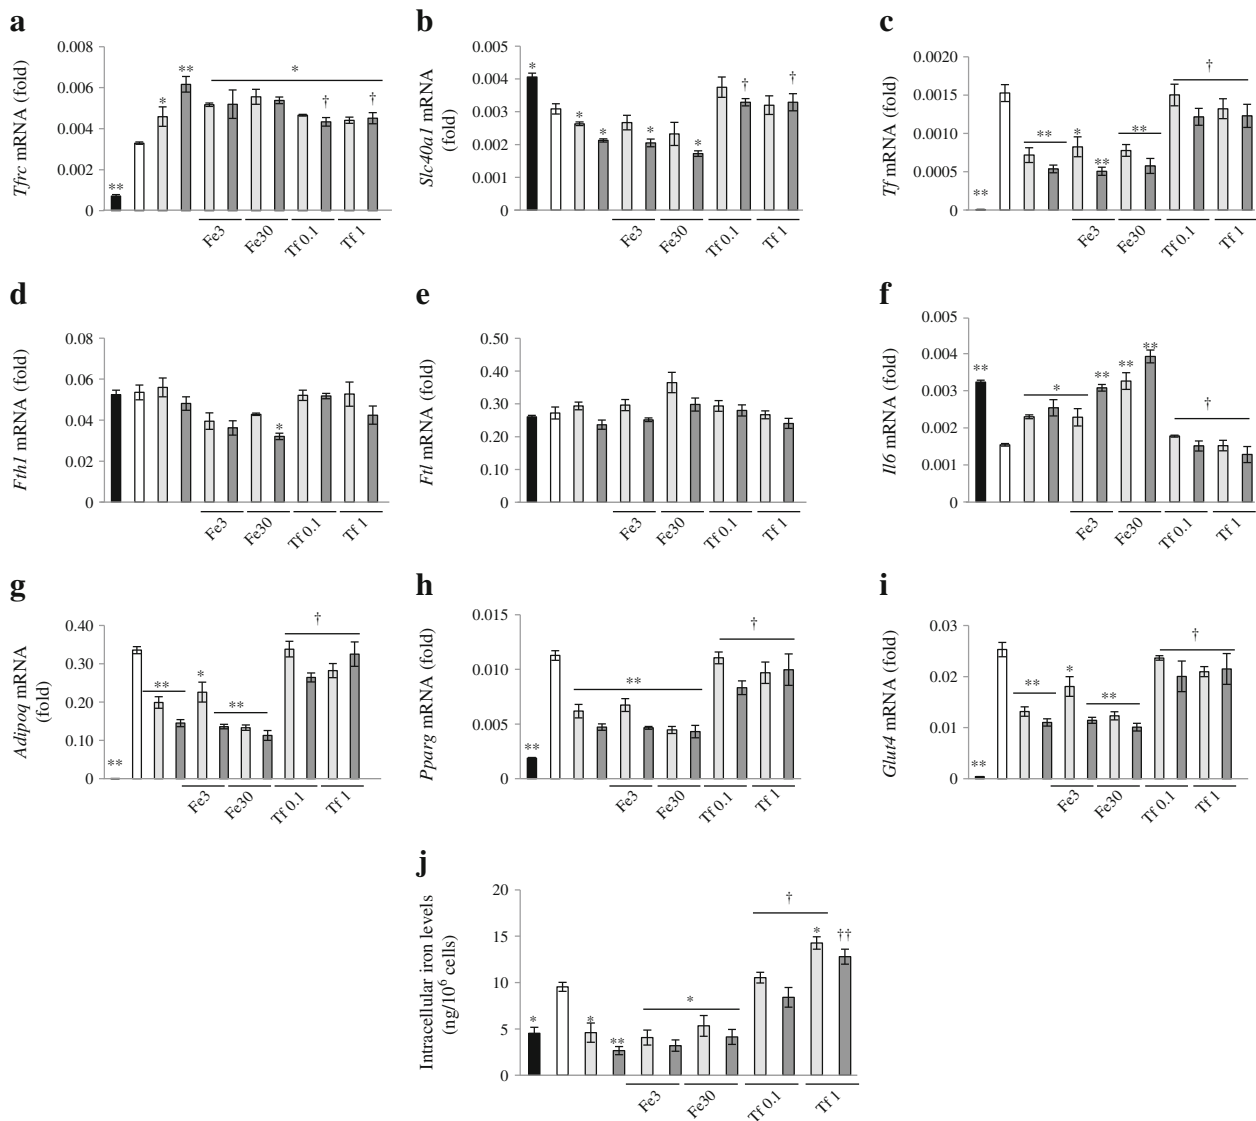 a
Tfrc mRNA (fold)
0.008
0.006
0.004
0.002
0
**
*
**
*
†
†
Fe3
Fe30
Tf 0.1
Tf 1
b
Slc40a1 mRNA
(fold)
0.005
0.004
0.003
0.002
0.001
0
*
*
*
*
*
†
†
Fe3
Fe30
Tf 0.1
Tf 1
c
Tf mRNA (fold)
0.0020
0.0015
0.0010
0.0005
0
**
**
*
**
**
†
Fe3
Fe30
Tf 0.1
Tf 1
d
Fth1 mRNA (fold)
0.08
0.06
0.04
0.02
0
*
Fe3
Fe30
Tf 0.1
Tf 1
e
Ftl mRNA (fold)
0.50
0.40
0.30
0.20
0.10
0
Fe3
Fe30
Tf 0.1
Tf 1
f
Il6 mRNA (fold)
0.005
0.004
0.003
0.002
0.001
0
**
*
**
**
**
†
Fe3
Fe30
Tf 0.1
Tf 1
g
Adipoq mRNA
(fold)
0.40
0.30
0.20
0.10
0
**
**
*
**
†
Fe3
Fe30
Tf 0.1
Tf 1
h
Pparg mRNA (fold)
0.015
0.010
0.005
0
**
**
†
Fe3
Fe30
Tf 0.1
Tf 1
i
Glut4 mRNA (fold)
0.03
0.02
0.01
0
**
**
*
**
†
Fe3
Fe30
Tf 0.1
Tf 1
j
Intracellular iron levels
(ng/10⁶ cells)
20
15
10
5
0
*
*
**
*
†
*
††
Fe3
Fe30
Tf 0.1
Tf 1